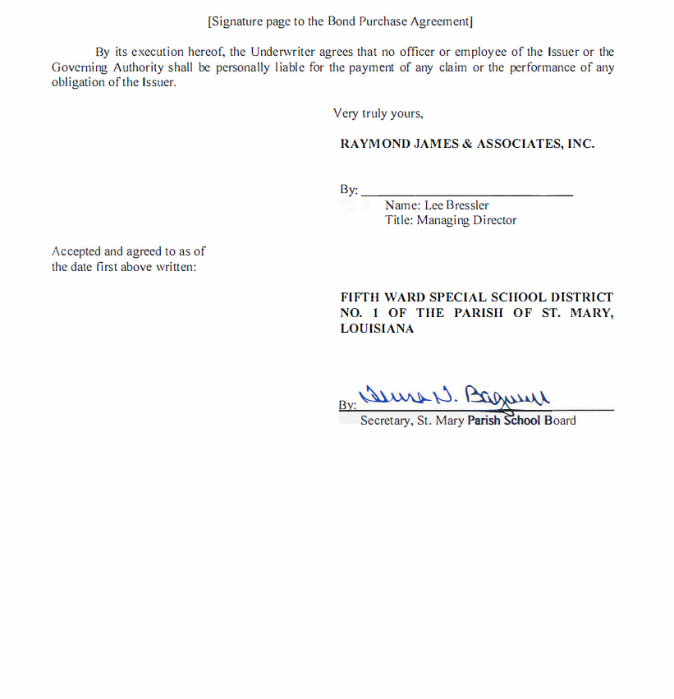 [Signature page to the Bond Purchase Agreement]
By its execution hereof, the Underwriter agrees that no officer or employee of the Issuer or the
Governing Authority shall be personally liable for the payment of any claim or the performance of any
obligation of the Issuer.
Very truly yours,
RAYMOND JAMES & ASSOCIATES, INC.
By:
Name: Lee Bressler
Title: Managing Director
Accepted and agreed to as of
the date first above written:
FIFTH WARD SPECIAL SCHOOL DISTRICT
NO. 1 OF THE PARISH OF ST. MARY,
LOUISIANA
By:
Secretary, St. Mary Parish School Board